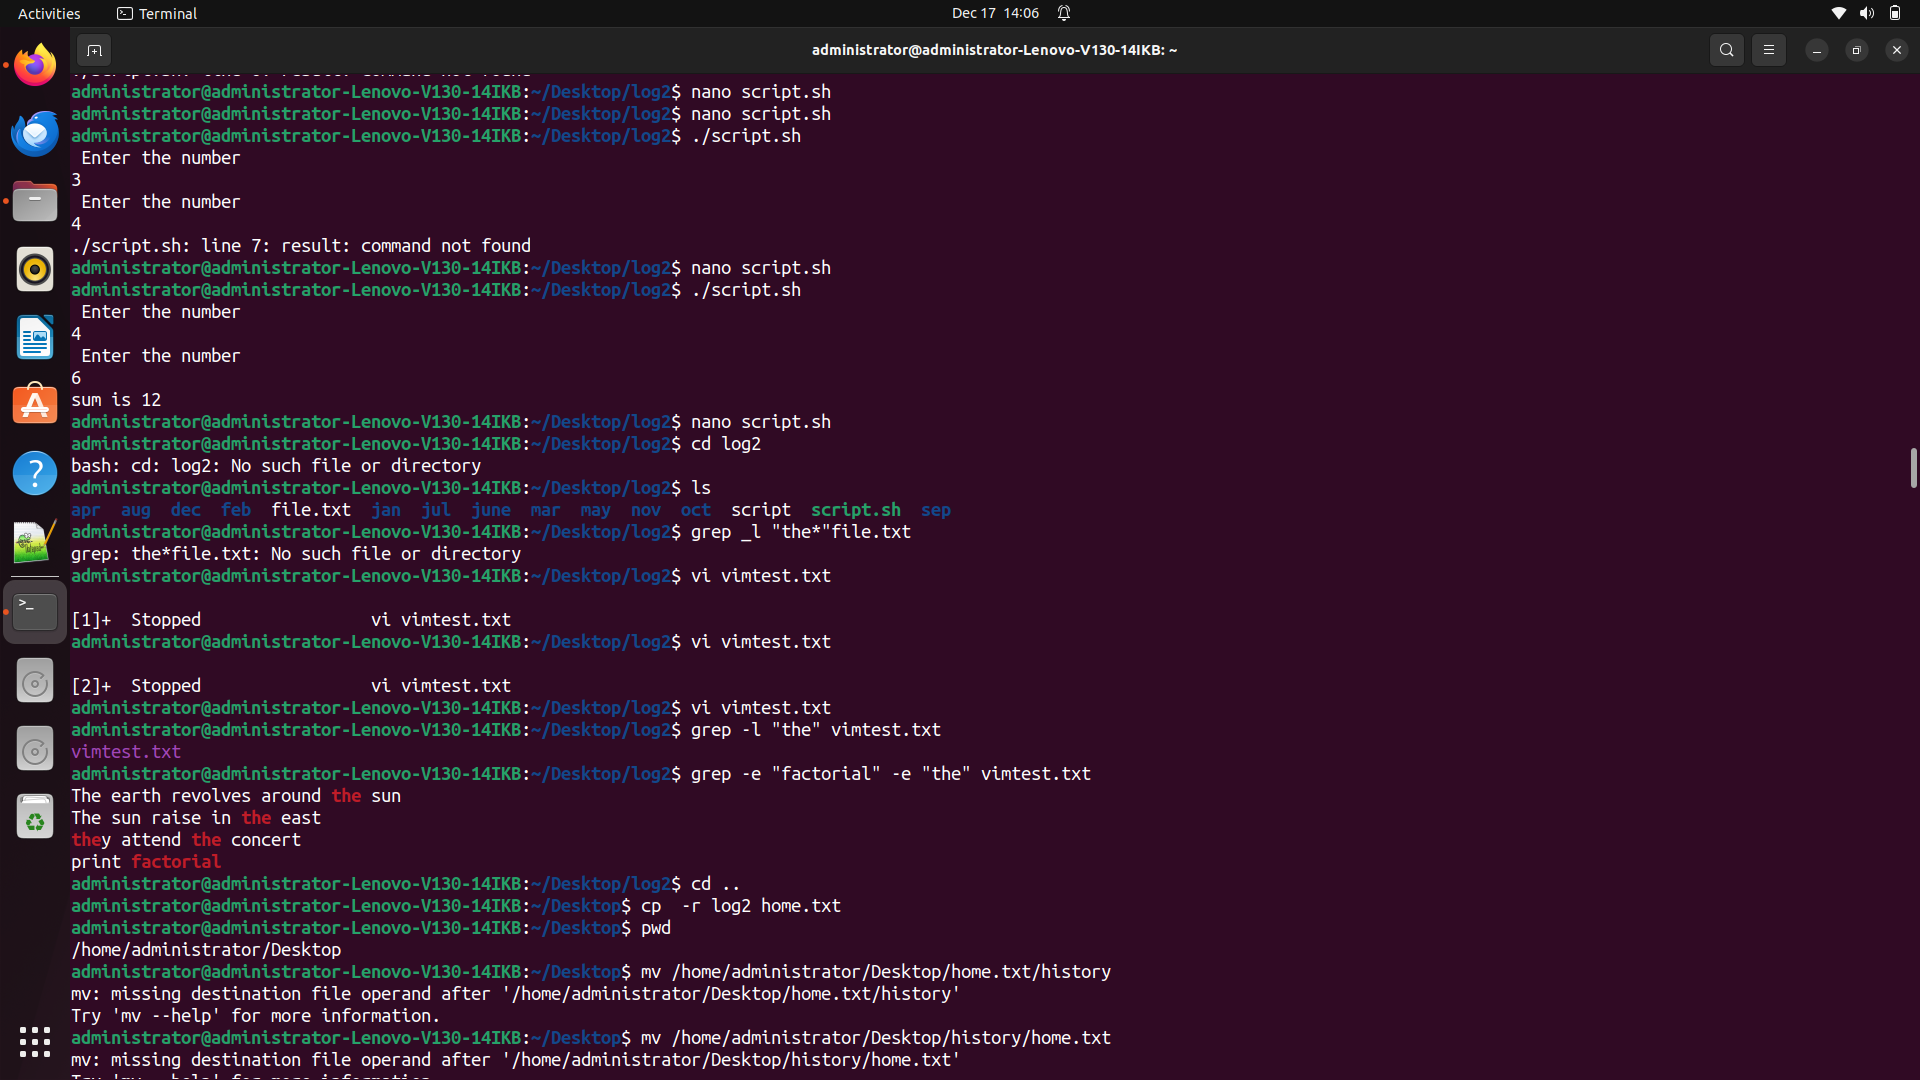 Activities
Terminal
Dec 17 14:06
administrator@administrator-Lenovo-V130-14IKB: ~
administrator@administrator-Lenovo-V130-14IKB:~/Desktop/log2$ nano script.sh
administrator@administrator-Lenovo-V130-14IKB:~/Desktop/log2$ nano script.sh
administrator@administrator-Lenovo-V130-14IKB:~/Desktop/log2$ ./script.sh
Enter the number
3
Enter the number
4
./script.sh: line 7: result: command not found
administrator@administrator-Lenovo-V130-14IKB:~/Desktop/log2$ nano script.sh
administrator@administrator-Lenovo-V130-14IKB:~/Desktop/log2$ ./script.sh
Enter the number
4
Enter the number
6
sum is 12
administrator@administrator-Lenovo-V130-14IKB:~/Desktop/log2$ nano script.sh
administrator@administrator-Lenovo-V130-14IKB:~/Desktop/log2$ cd log2
bash: cd: log2: No such file or directory
administrator@administrator-Lenovo-V130-14IKB:~/Desktop/log2$ ls
apr  aug  dec  feb  file.txt  jan  jul  june  mar  may  nov  oct  script  script.sh  sep
administrator@administrator-Lenovo-V130-14IKB:~/Desktop/log2$ grep _l "the*"file.txt
grep: the*file.txt: No such file or directory
administrator@administrator-Lenovo-V130-14IKB:~/Desktop/log2$ vi vimtest.txt
[1]+  Stopped                 vi vimtest.txt
administrator@administrator-Lenovo-V130-14IKB:~/Desktop/log2$ vi vimtest.txt
[2]+  Stopped                 vi vimtest.txt
administrator@administrator-Lenovo-V130-14IKB:~/Desktop/log2$ vi vimtest.txt
administrator@administrator-Lenovo-V130-14IKB:~/Desktop/log2$ grep -l "the" vimtest.txt
vimtest.txt
administrator@administrator-Lenovo-V130-14IKB:~/Desktop/log2$ grep -e "factorial" -e "the" vimtest.txt
The earth revolves around the sun
The sun raise in the east
they attend the concert
print factorial
administrator@administrator-Lenovo-V130-14IKB:~/Desktop/log2$ cd ..
administrator@administrator-Lenovo-V130-14IKB:~/Desktop$ cp  -r log2 home.txt
administrator@administrator-Lenovo-V130-14IKB:~/Desktop$ pwd
/home/administrator/Desktop
administrator@administrator-Lenovo-V130-14IKB:~/Desktop$ mv /home/administrator/Desktop/home.txt/history
mv: missing destination file operand after '/home/administrator/Desktop/home.txt/history'
Try 'mv --help' for more information.
administrator@administrator-Lenovo-V130-14IKB:~/Desktop$ mv /home/administrator/Desktop/history/home.txt
mv: missing destination file operand after '/home/administrator/Desktop/history/home.txt'